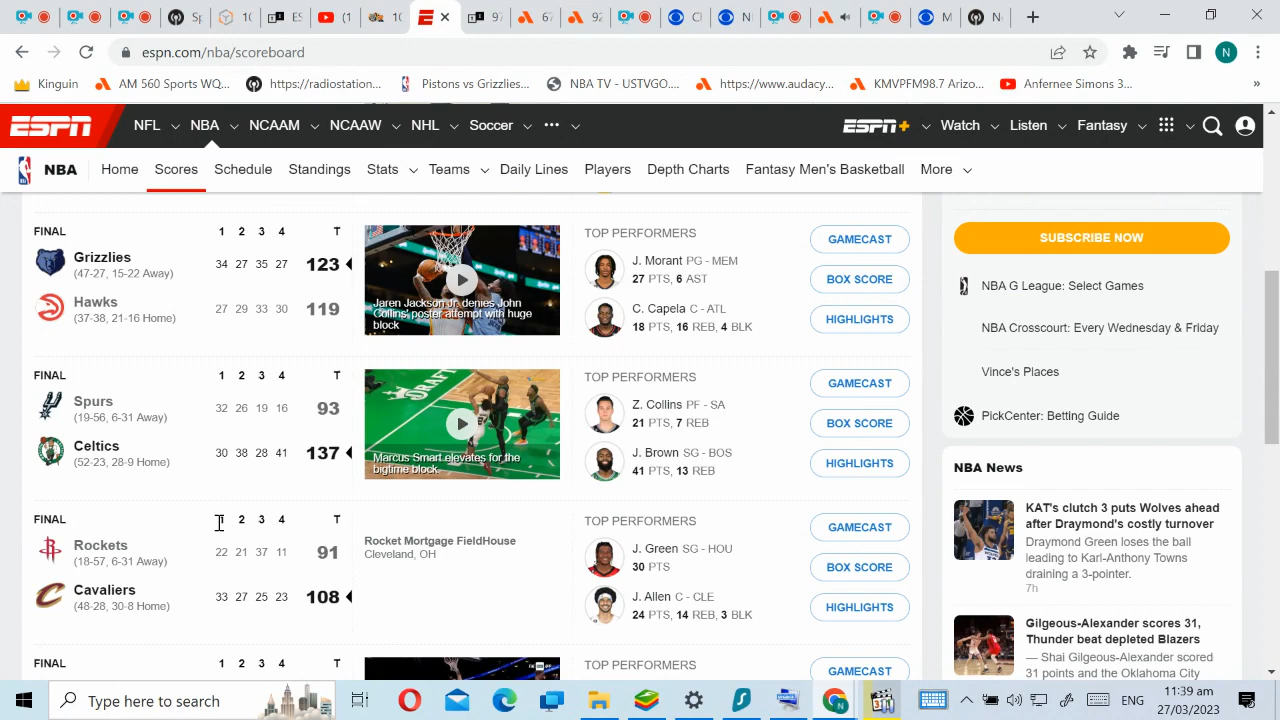 Sp
10
ES
1(
10
97
67
92
CI
NI
M
N(
espn.com/nba/scoreboard
N
Kinguin
AM 560 Sports WQ...
https://radiostation...
Pistons vs Grizzlies...
NBA TV - USTVGO....
https://www.audacy...
KMVPFM98.7 Arizo...
Anfernee Simons 3...
»
ESPN
NFL
NBA
NCAAM
NCAAW
NHL
Soccer
•••
ESPN+
Watch
Listen
Fantasy
NBA
Home
Scores
Schedule
Standings
Stats
Teams
Daily Lines
Players
Depth Charts
Fantasy Men's Basketball
More
FINAL 1 2 3 4 T
Grizzlies 34 27 35 27 123
(47-27, 15-22 Away)
Hawks 27 29 33 30 119
(37-38, 21-16 Home)
Jaren Jackson Jr. denies John
Collins' poster attempt with huge
block
TOP PERFORMERS
J. Morant PG - MEM
27 PTS, 6 AST
C. Capela C - ATL
18 PTS, 16 REB, 4 BLK
GAMECAST
BOX SCORE
HIGHLIGHTS
FINAL 1 2 3 4 T
Spurs 32 26 19 16 93
(19-56, 6-31 Away)
Celtics 30 38 28 41 137
(52-23, 28-9 Home)
DRAFT
Marcus Smart elevates for the
bigtime block.
TOP PERFORMERS
Z. Collins PF - SA
21 PTS, 7 REB
J. Brown SG - BOS
41 PTS, 13 REB
GAMECAST
BOX SCORE
HIGHLIGHTS
FINAL 1 2 3 4 T
Rockets 22 21 37 11 91
(18-57, 6-31 Away)
Cavaliers 33 27 25 23 108
(48-28, 30-8 Home)
Rocket Mortgage FieldHouse
Cleveland, OH
TOP PERFORMERS
J. Green SG - HOU
30 PTS
J. Allen C - CLE
24 PTS, 14 REB, 3 BLK
GAMECAST
BOX SCORE
HIGHLIGHTS
FINAL 1 2 3 4 T
TOP PERFORMERS
GAMECAST
SUBSCRIBE NOW
NBA G League: Select Games
NBA Crosscourt: Every Wednesday & Friday
Vince's Places
PickCenter: Betting Guide
NBA News
KAT's clutch 3 puts Wolves ahead
after Draymond's costly turnover
Draymond Green loses the ball
leading to Karl-Anthony Towns
draining a 3-pointer.
7h
Gilgeous-Alexander scores 31,
Thunder beat depleted Blazers
— Shai Gilgeous-Alexander scored
31 points and the Oklahoma City
Type here to search
11:39 am
27/03/2023